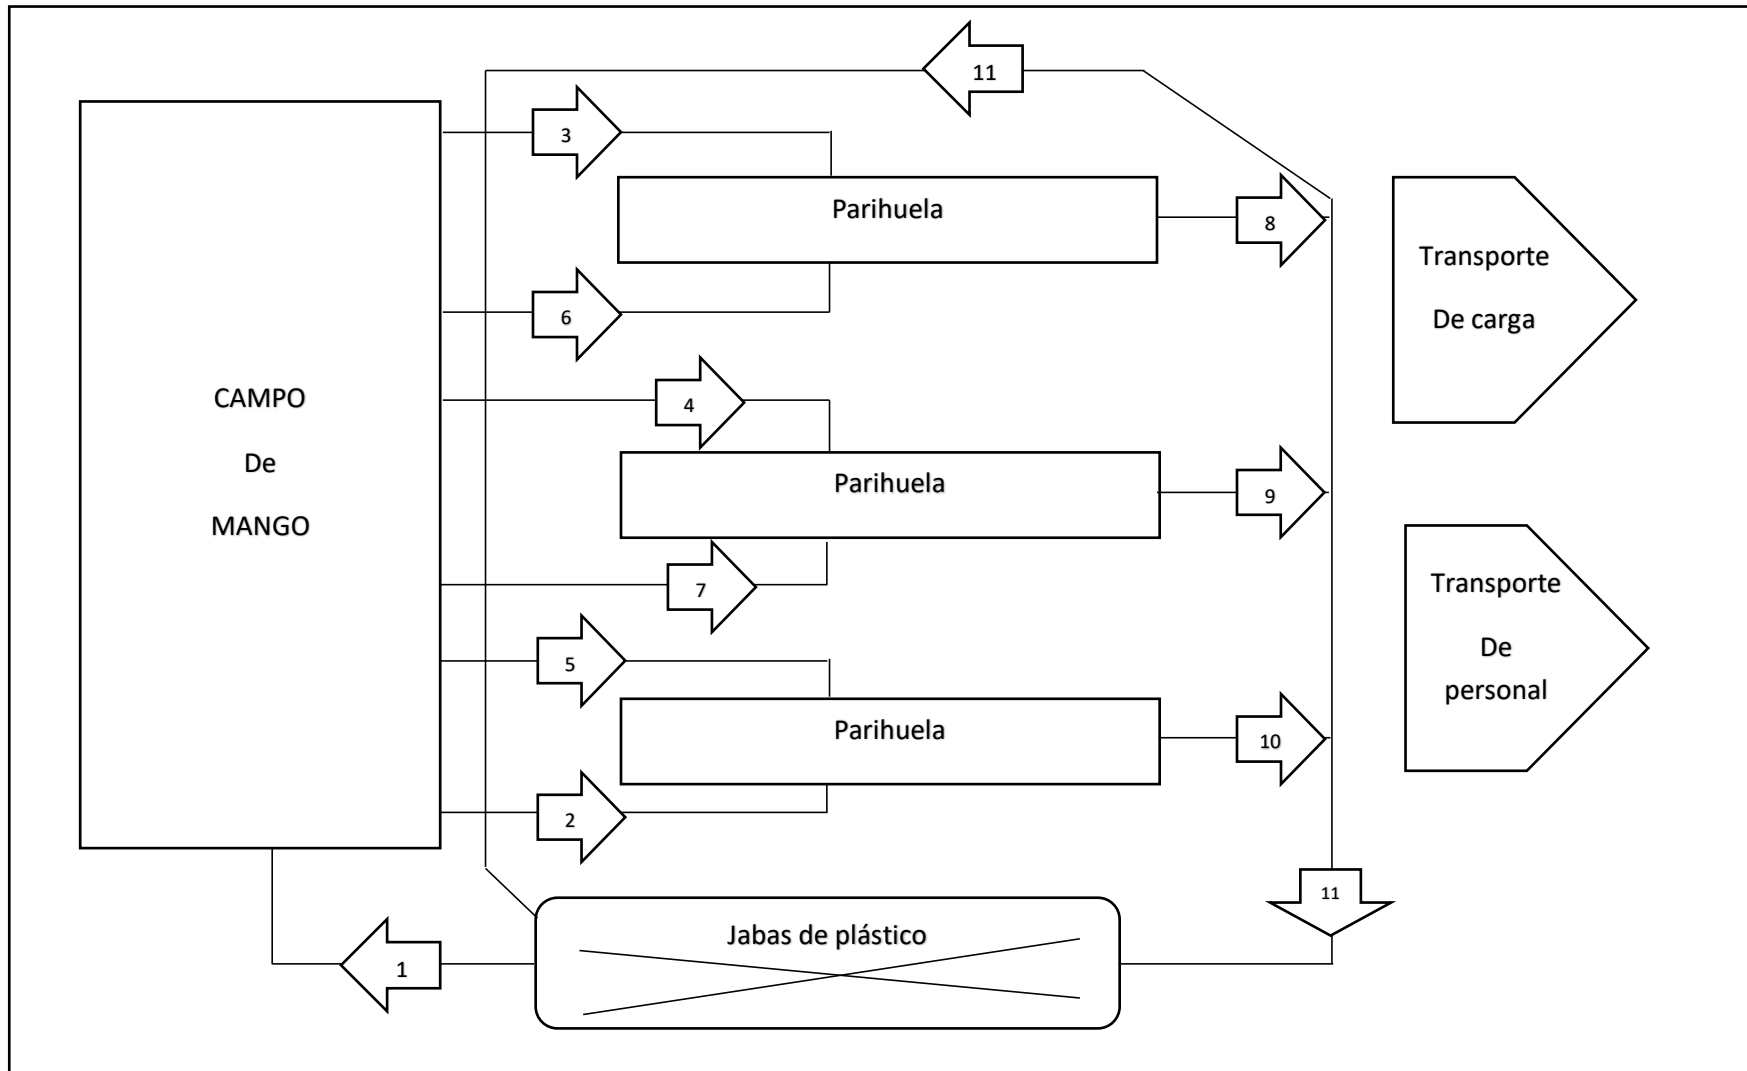 11
3
Parihuela
8
6
Transporte
De carga
CAMPO
De
MANGO
4
Parihuela
9
7
Transporte
De
personal
5
Parihuela
10
2
11
Jabas de plástico
1